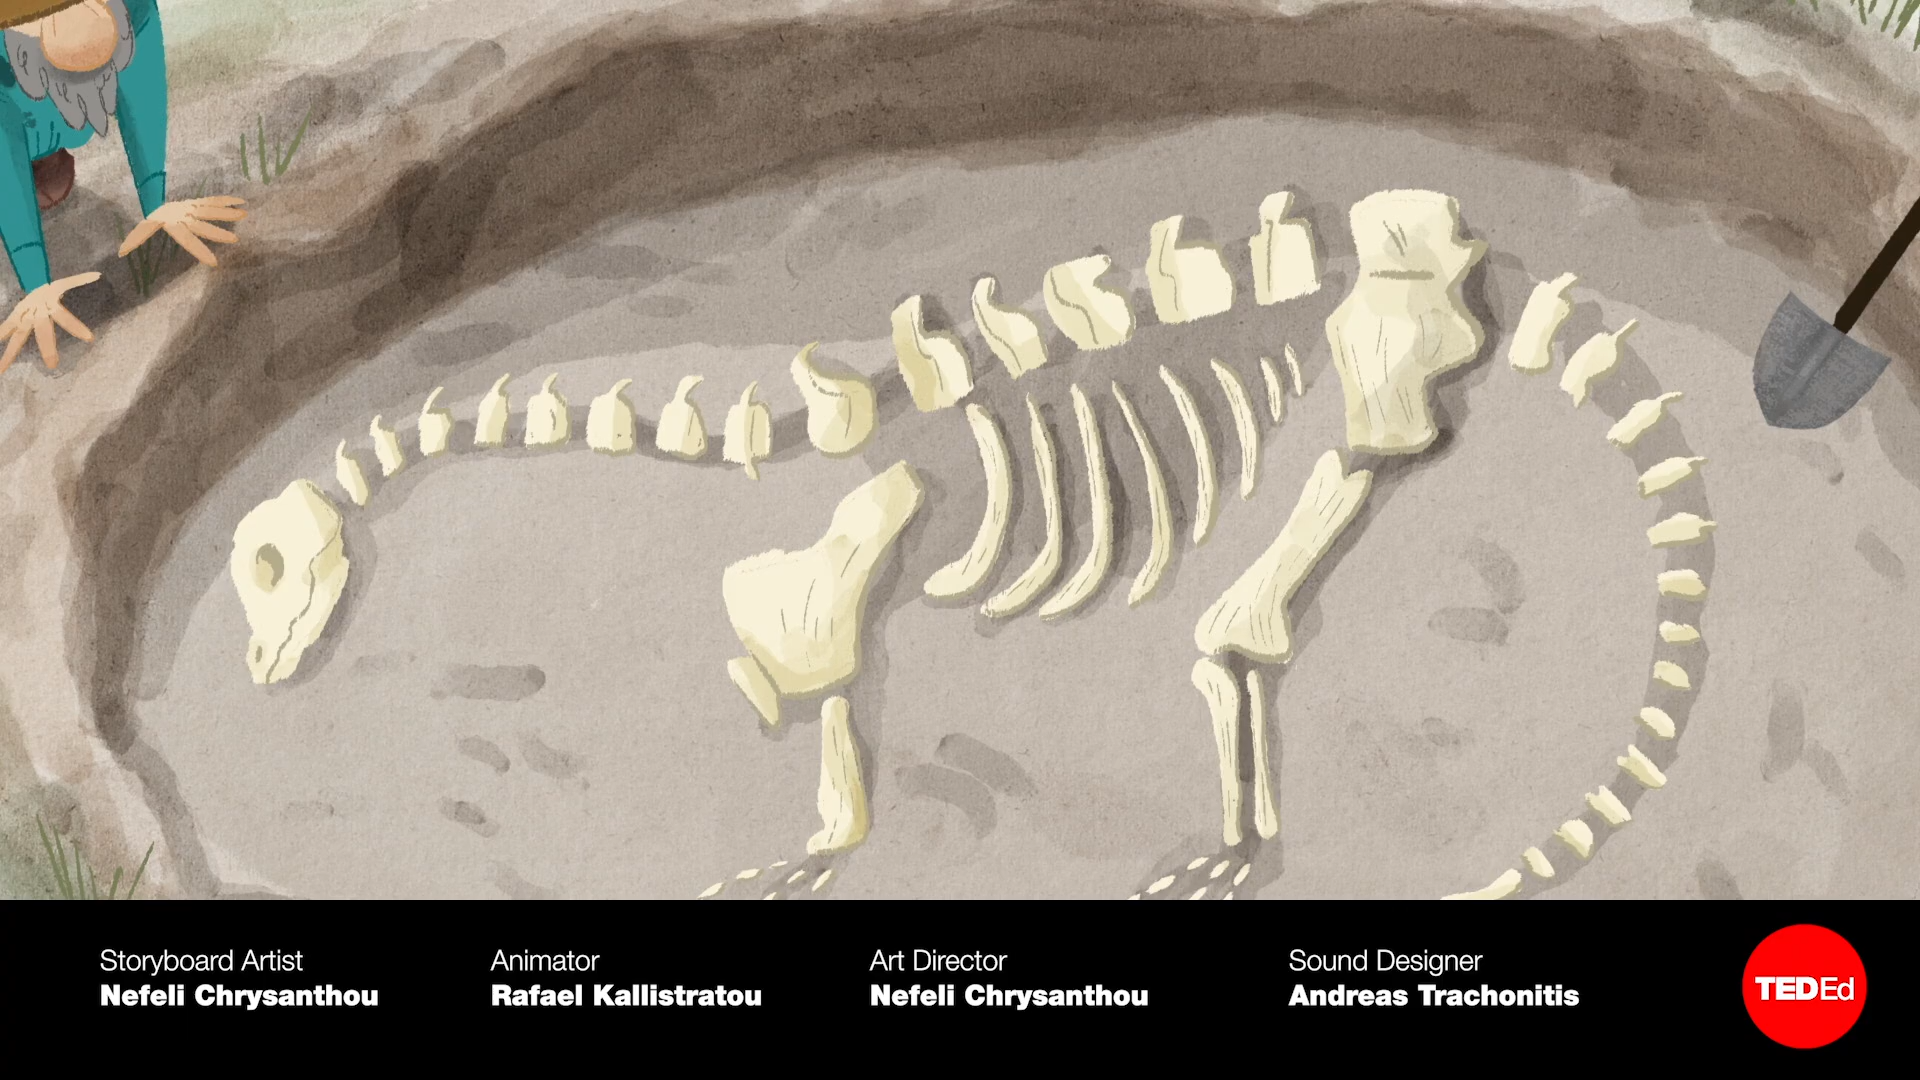 Storyboard Artist
Nefeli Chrysanthou
Animator
Rafael Kallistratou
Art Director
Nefeli Chrysanthou
Sound Designer
Andreas Trachonitis
TEDEd